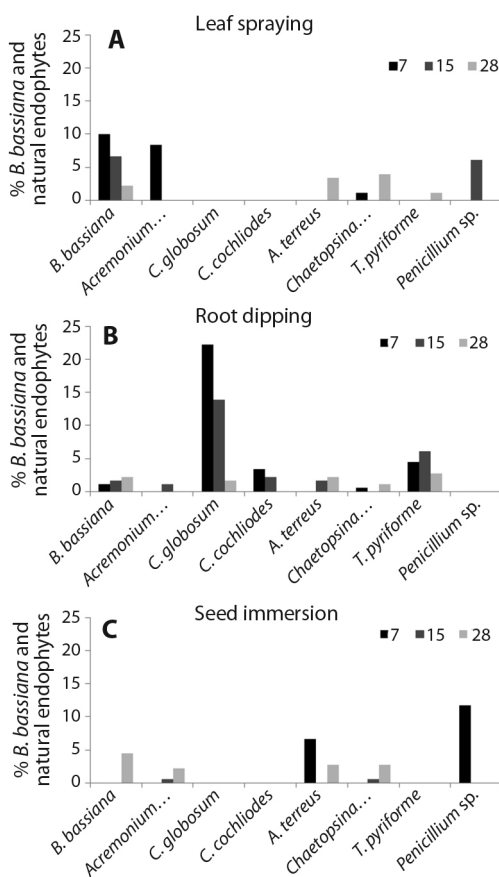 A
Leaf spraying
% B. bassiana and
natural endophytes
25
20
15
10
5
0
7 15 28
B. bassiana
Acremonium…
C. globosum
C. cochliodes
A. terreus
Chaetopsina…
T. pyriforme
Penicillium sp.
B
Root dipping
% B. bassiana and
natural endophytes
25
20
15
10
5
0
7 15 28
B. bassiana
Acremonium…
C. globosum
C. cochliodes
A. terreus
Chaetopsina…
T. pyriforme
Penicillium sp.
C
Seed immersion
% B. bassiana and
natural endophytes
25
20
15
10
5
0
7 15 28
B. bassiana
Acremonium…
C. globosum
C. cochliodes
A. terreus
Chaetopsina…
T. pyriforme
Penicillium sp.